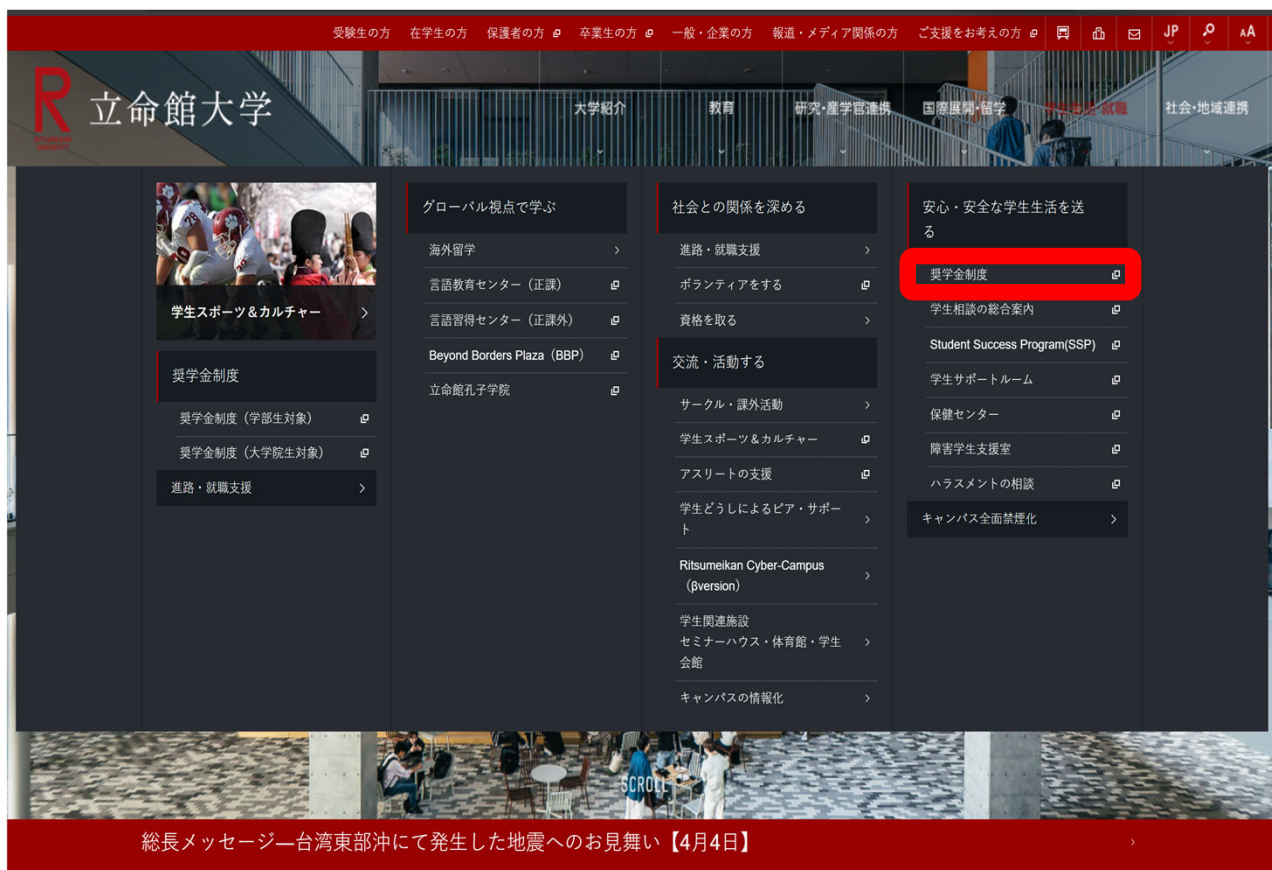 受験生の方 在学生の方 保護者の方 卒業生の方 一般・企業の方 報道・メディア関係の方 ご支援をお考えの方 JP AA
R 立命館大学
大学紹介 教育 研究・産学官連携 国際展開・留学 学生生活・就職 社会・地域連携
学生スポーツ&カルチャー
奨学金制度
奨学金制度（学部生対象）
奨学金制度（大学院生対象）
進路・就職支援
グローバル視点で学ぶ
海外留学
言語教育センター（正課）
言語習得センター（正課外）
Beyond Borders Plaza（BBP）
立命館孔子学院
社会との関係を深める
進路・就職支援
ボランティアをする
資格を取る
交流・活動する
サークル・課外活動
学生スポーツ&カルチャー
アスリートの支援
学生どうしによるピア・サポー
ト
Ritsumeikan Cyber-Campus
（βversion）
学生関連施設
セミナーハウス・体育館・学生
会館
キャンパスの情報化
安心・安全な学生生活を送
る
奨学金制度
学生相談の総合案内
Student Success Program(SSP)
学生サポートルーム
保健センター
障害学生支援室
ハラスメントの相談
キャンパス全面禁煙化
SCROLL
総長メッセージ―台湾東部沖にて発生した地震へのお見舞い【4月4日】